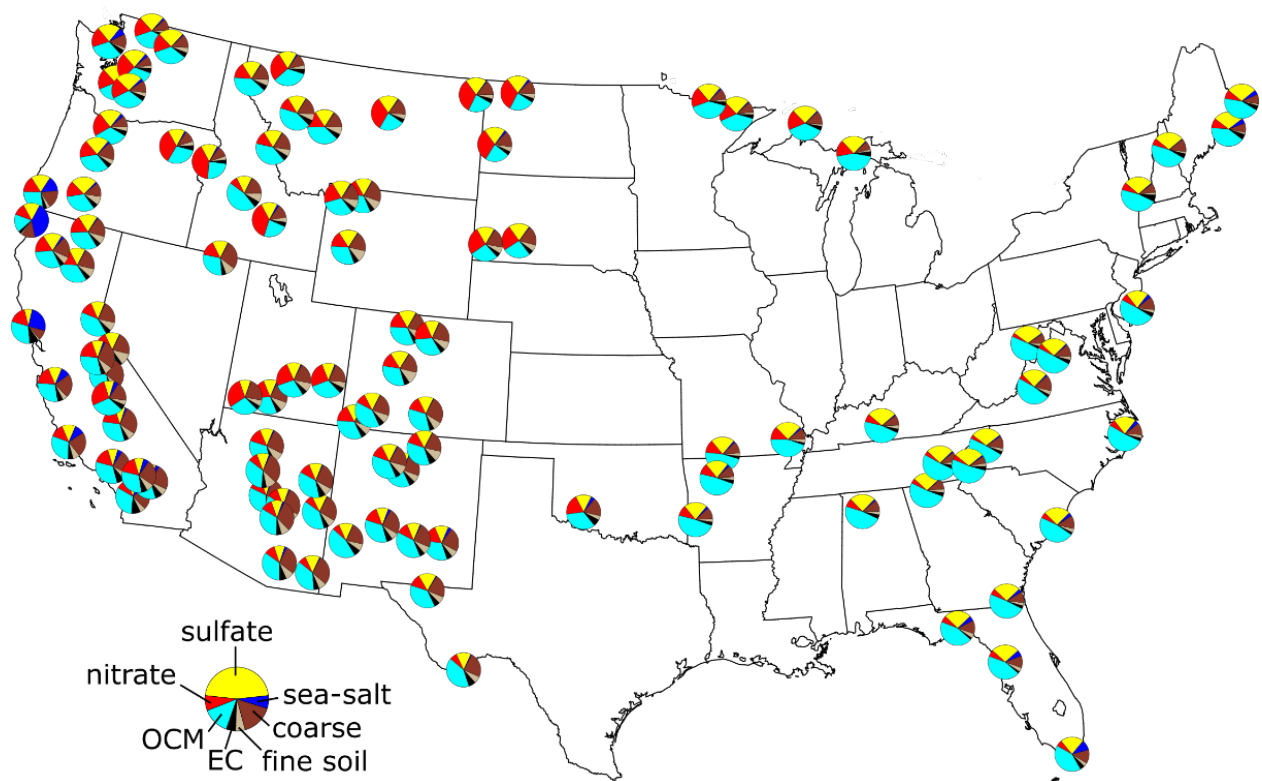 sulfate
nitrate
sea-salt
OCM
coarse
EC
fine soil